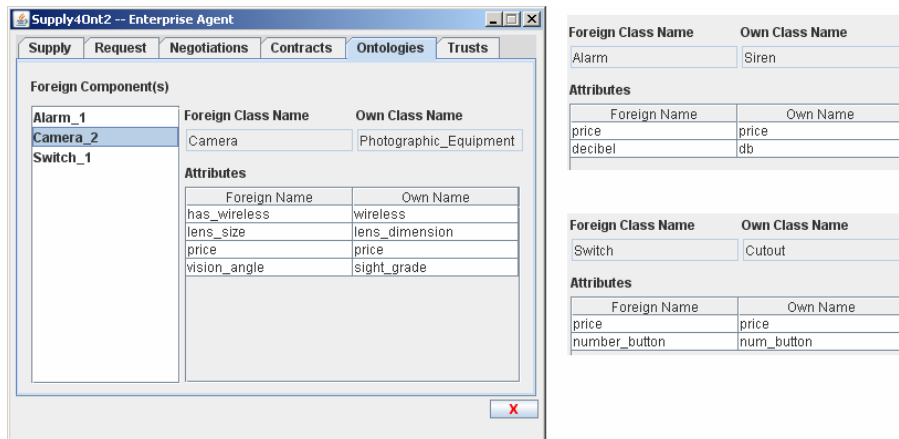 Supply4Ont2 -- Enterprise Agent
Supply Request Negotiations Contracts Ontologies Trusts
Foreign Component(s)
Alarm_1
Camera_2
Switch_1
Foreign Class Name Own Class Name
Camera Photographic_Equipment
Attributes
Foreign Name Own Name
has_wireless wireless
lens_size lens_dimension
price price
vision_angle sight_grade
X
Foreign Class Name Own Class Name
Alarm Siren
Attributes
Foreign Name Own Name
price price
decibel db
Foreign Class Name Own Class Name
Switch Cutout
Attributes
Foreign Name Own Name
price price
number_button num_button